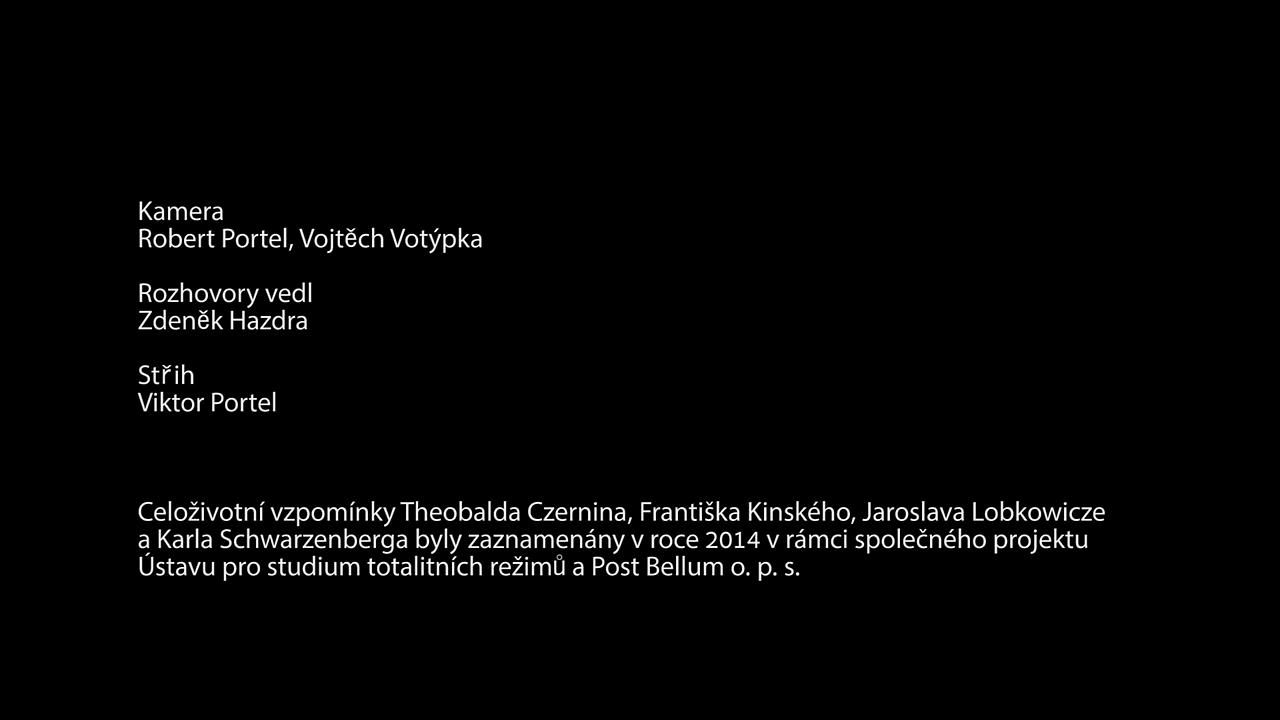 Kamera
Robert Portel, Vojtěch Votýpka
Rozhovory vedl
Zdeněk Hazdra
Střih
Viktor Portel
Celoživotní vzpomínky Theobalda Czernina, Františka Kinského, Jaroslava Lobkowicze
a Karla Schwarzenberga byly zaznamenány v roce 2014 v rámci společného projektu
Ústavu pro studium totalitních režimů a Post Bellum o. p. s.